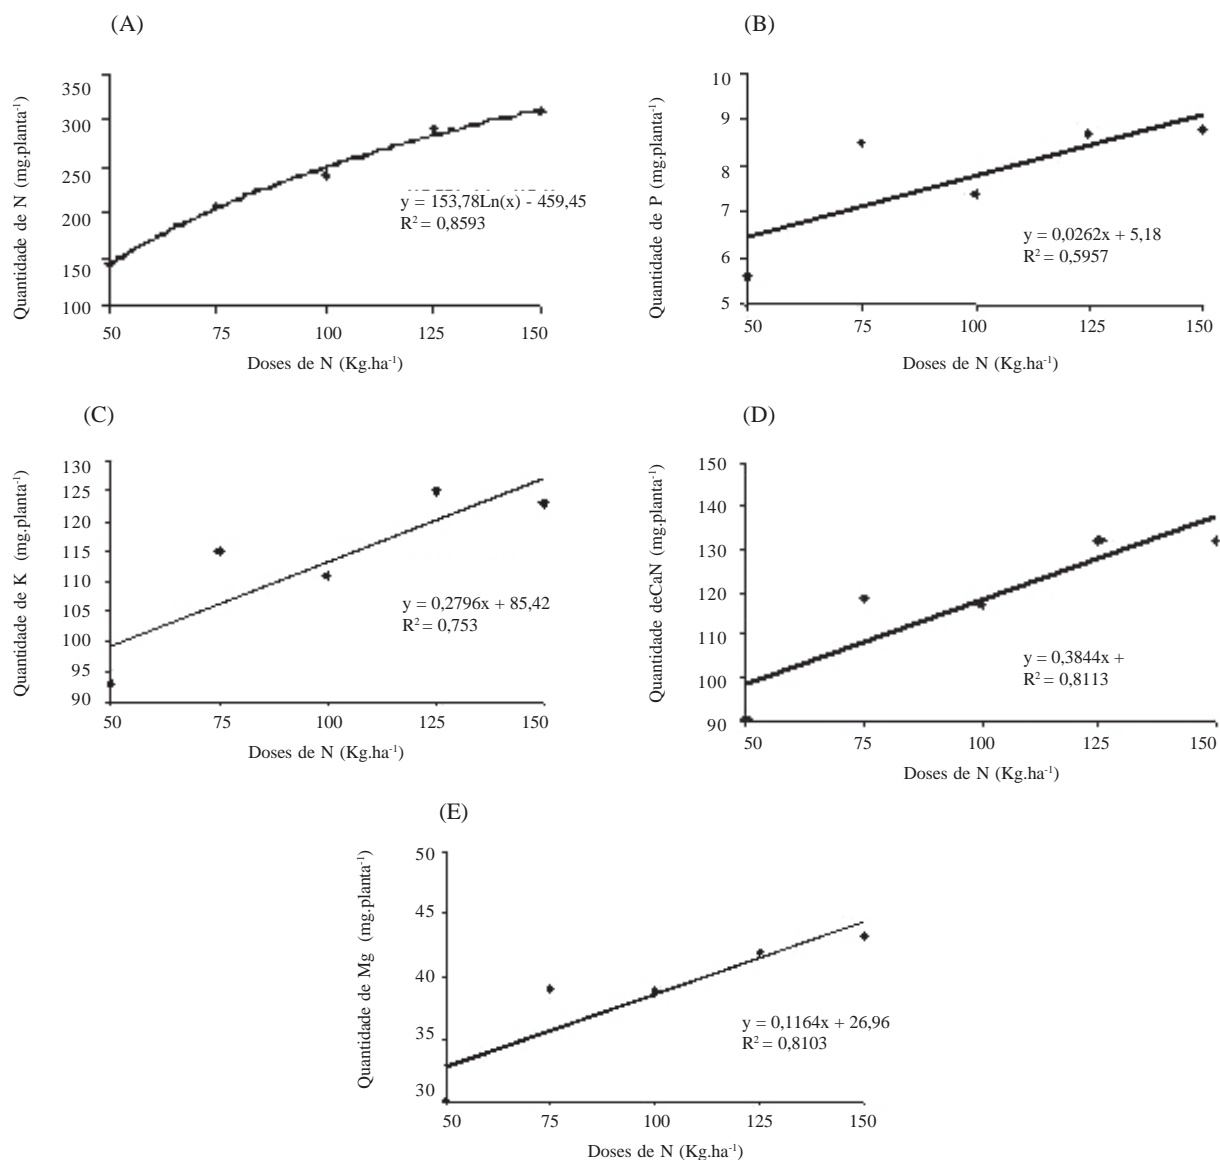 (A)
Quantidade de N (mg.planta⁻¹)
350
300
250
200
150
100
50 75 100 125 150
Doses de N (Kg.ha⁻¹)
y = 153,78Ln(x) - 459,45
R² = 0,8593
(B)
Quantidade de P (mg.planta⁻¹)
10
9
8
7
6
5
50 75 100 125 150
Doses de N (Kg.ha⁻¹)
y = 0,0262x + 5,18
R² = 0,5957
(C)
Quantidade de K (mg.planta⁻¹)
130
125
120
115
110
105
100
95
90
50 75 100 125 150
Doses de N (Kg.ha⁻¹)
y = 0,2796x + 85,42
R² = 0,753
(D)
Quantidade deCaN (mg.planta⁻¹)
150
140
130
120
110
100
90
50 75 100 125 150
Doses de N (Kg.ha⁻¹)
y = 0,3844x +
R² = 0,8113
(E)
Quantidade de Mg (mg.planta⁻¹)
50
45
40
35
30
50 75 100 125 150
Doses de N (Kg.ha⁻¹)
y = 0,1164x + 26,96
R² = 0,8103